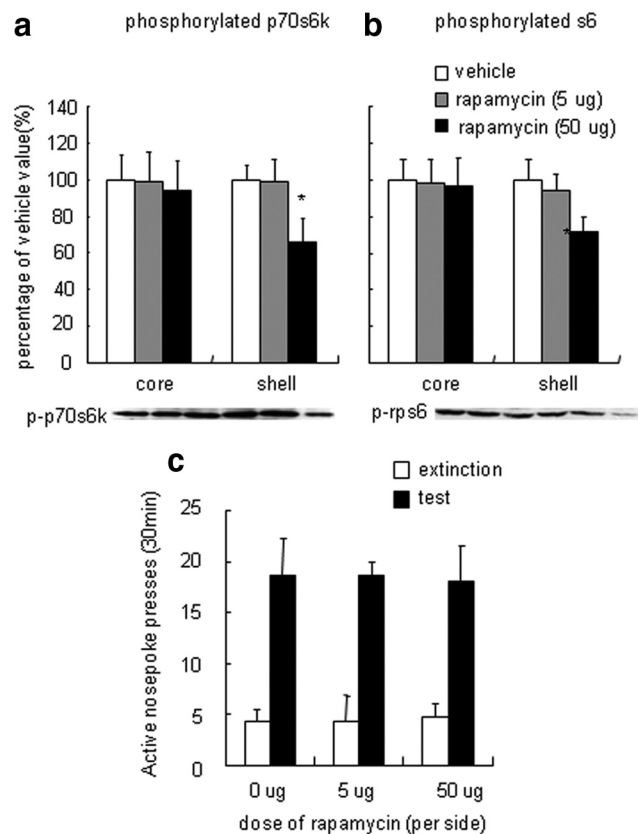 a phosphorylated p70s6k
b phosphorylated s6
vehicle
rapamycin (5 ug)
rapamycin (50 ug)
percentage of vehicle value(%)
140
120
100
80
60
40
20
0
*
*
core shell
core shell
p-p70s6k
p-rps6
c
extinction
test
Active nosepoke presses (30min)
25
20
15
10
5
0
0 ug 5 ug 50 ug
dose of rapamycin (per side)